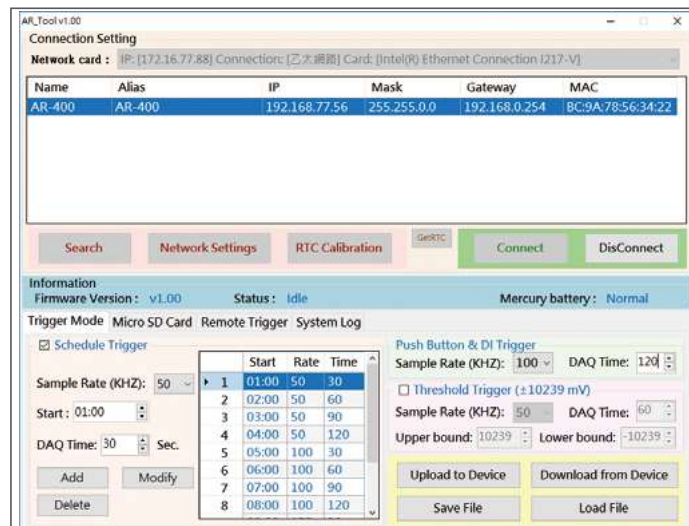 AR_Tool v1.00
Connection Setting
Network card : IP: [172.16.77.88] Connection: [乙太網路] Card: [Intel(R) Ethernet Connection I217-V]
Name Alias IP Mask Gateway MAC
AR-400 AR-400 192.168.77.56 255.255.0.0 192.168.0.254 BC:9A:78:56:34:22
Search Network Settings RTC Calibration GetRTC Connect DisConnect
Information
Firmware Version : v1.00 Status : Idle Mercury battery : Normal
Trigger Mode Micro SD Card Remote Trigger System Log
Schedule Trigger
Sample Rate (KHZ): 50
Start : 01:00
DAQ Time: 30 Sec.
Add Modify
Delete
Start Rate Time
1 01:00 50 30
2 02:00 50 60
3 03:00 50 90
4 04:00 50 120
5 05:00 100 30
6 06:00 100 60
7 07:00 100 90
8 08:00 100 120
Push Button & DI Trigger
Sample Rate (KHZ): 100 DAQ Time: 120
Threshold Trigger (±10239 mV)
Sample Rate (KHZ): 50 DAQ Time: 60
Upper bound: 10239 Lower bound: -10239
Upload to Device Download from Device
Save File Load File